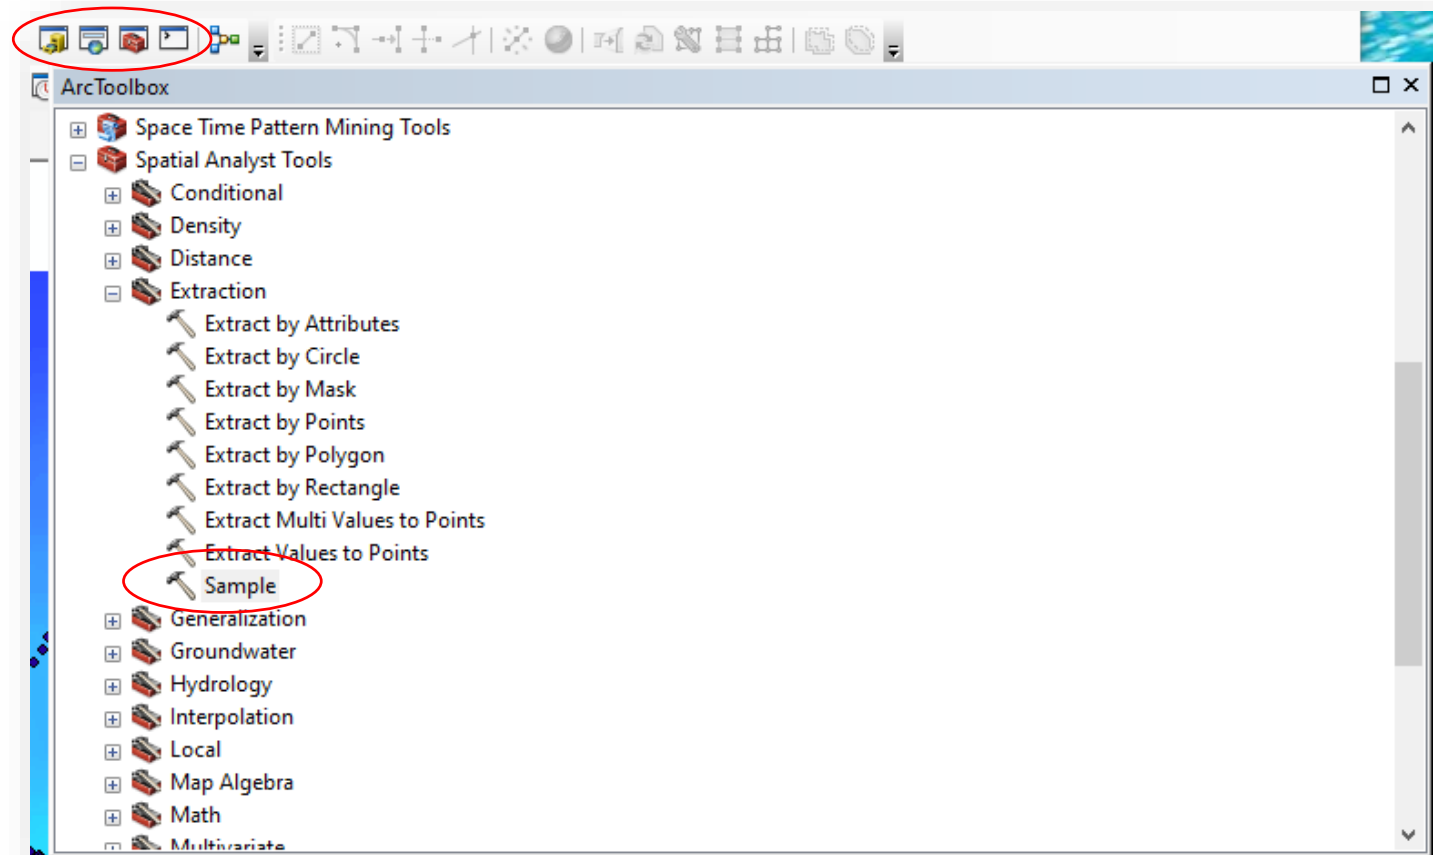 ArcToolbox
Space Time Pattern Mining Tools
Spatial Analyst Tools
Conditional
Density
Distance
Extraction
Extract by Attributes
Extract by Circle
Extract by Mask
Extract by Points
Extract by Polygon
Extract by Rectangle
Extract Multi Values to Points
Extract Values to Points
Sample
Generalization
Groundwater
Hydrology
Interpolation
Local
Map Algebra
Math
Multivariate